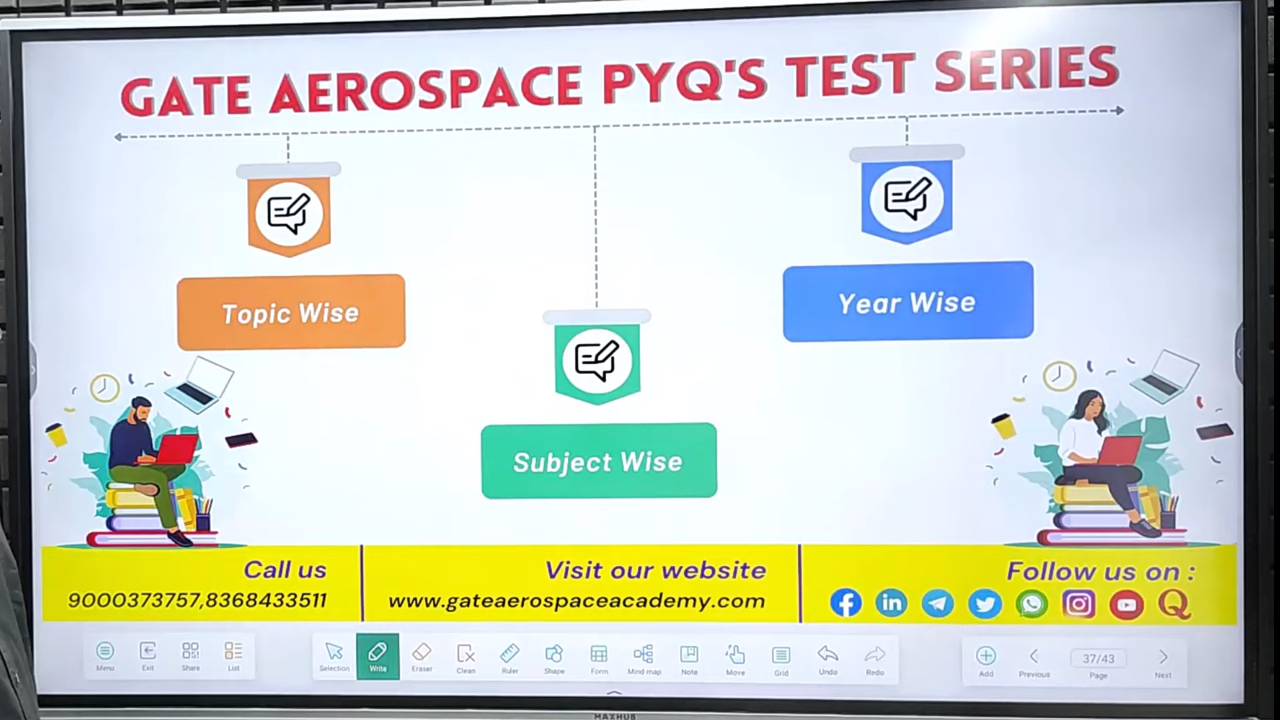 GATE AEROSPACE PYQ'S TEST SERIES
Topic Wise
Year Wise
Subject Wise
Call us
9000373757,8368433511
Visit our website
www.gateaerospaceacademy.com
Follow us on :
Menu Exit Share List
Selection Write Eraser Clean Ruler Shape Form Mind map Note Move Grid Undo Redo
37/43
Add Previous Page Next
MAXHUB